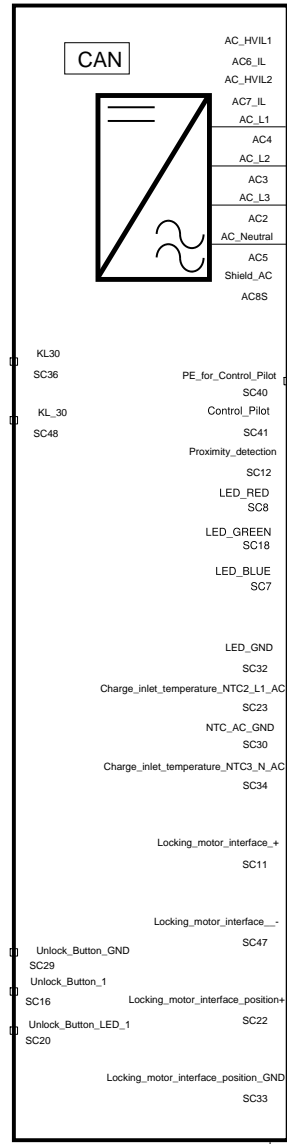 CAN
AC_HVIL1
AC6_IL
AC_HVIL2
AC7_IL
AC_L1
AC4
AC_L2
AC3
AC_L3
AC2
AC_Neutral
AC5
Shield_AC
AC8S
KL30
SC36
KL_30
SC48
PE_for_Control_Pilot
SC40
Control_Pilot
SC41
Proximity_detection
SC12
LED_RED
SC8
LED_GREEN
SC18
LED_BLUE
SC7
LED_GND
SC32
Charge_inlet_temperature_NTC2_L1_AC
SC23
NTC_AC_GND
SC30
Charge_inlet_temperature_NTC3_N_AC
SC34
Locking_motor_interface_+
SC11
Locking_motor_interface__-
SC47
Unlock_Button_GND
SC29
Unlock_Button_1
SC16
Locking_motor_interface_position+
SC22
Unlock_Button_LED_1
SC20
Locking_motor_interface_position_GND
SC33